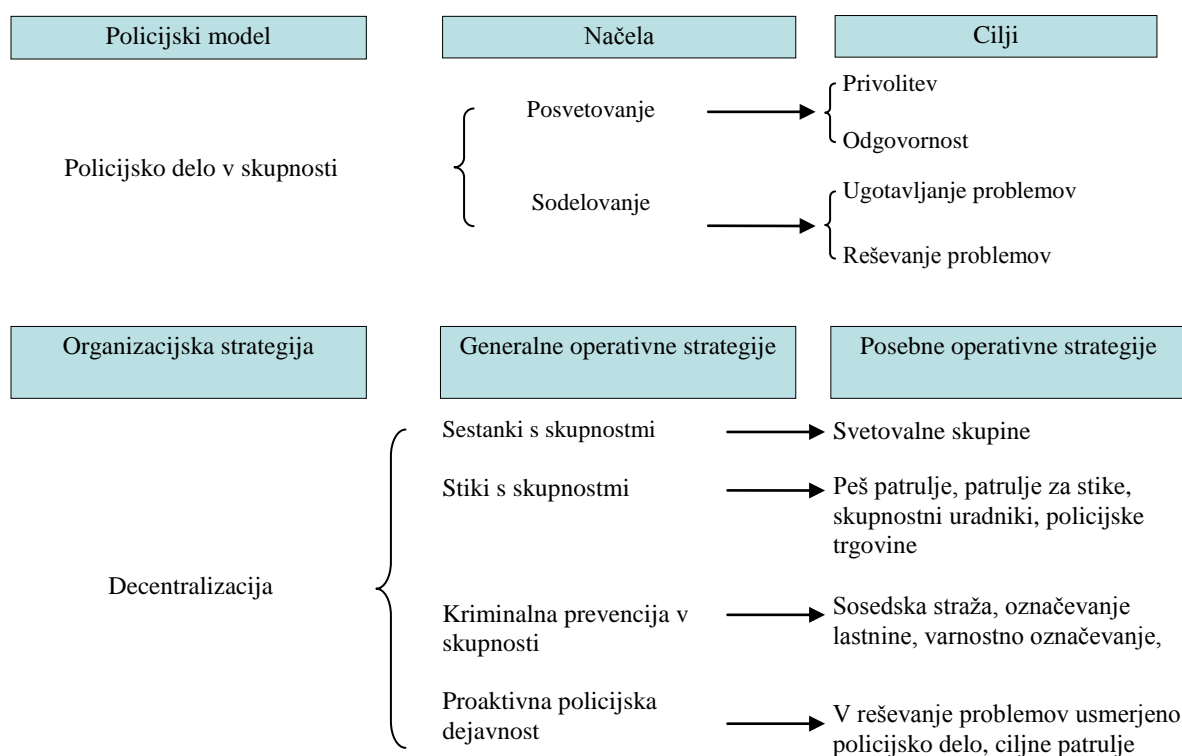 Policijski model
Načela
Cilji
Policijsko delo v skupnosti
Posvetovanje
Privolitev
Odgovornost
Sodelovanje
Ugotavljanje problemov
Reševanje problemov
Organizacijska strategija
Generalne operativne strategije
Posebne operativne strategije
Decentralizacija
Sestanki s skupnostmi
Svetovalne skupine
Stiki s skupnostmi
Peš patrulje, patrulje za stike,
skupnostni uradniki, policijske
trgovine
Kriminalna prevencija v
skupnosti
Sosedska straža, označevanje
lastnine, varnostno označevanje,
Proaktivna policijska
dejavnost
V reševanje problemov usmerjeno
policijsko delo, ciljne patrulje